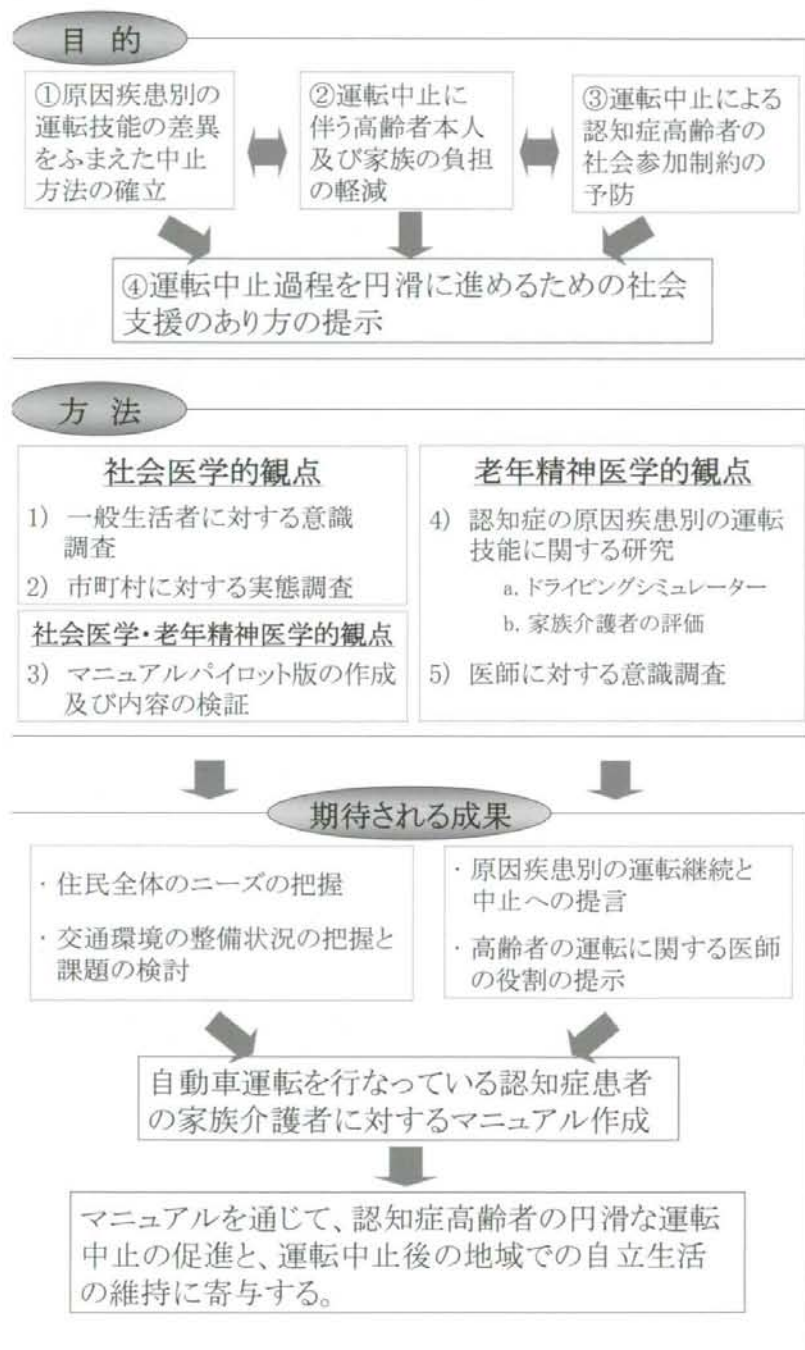 目 的
①原因疾患別の
運転技能の差異
をふまえた中止
方法の確立
②運転中止に
伴う高齢者本人
及び家族の負担
の軽減
③運転中止による
認知症高齢者の
社会参加制約の
予防
④運転中止過程を円滑に進めるための社会
支援のあり方の提示
方 法
社会医学的観点
1) 一般生活者に対する意識
調査
2) 市町村に対する実態調査
社会医学・老年精神医学的観点
3) マニュアルパイロット版の作成
及び内容の検証
老年精神医学的観点
4) 認知症の原因疾患別の運転
技能に関する研究
a. ドライビングシミュレーター
b. 家族介護者の評価
5) 医師に対する意識調査
期待される成果
・住民全体のニーズの把握
・交通環境の整備状況の把握と
課題の検討
・原因疾患別の運転継続と
中止への提言
・高齢者の運転に関する医師
の役割の提示
自動車運転を行なっている認知症患者
の家族介護者に対するマニュアル作成
マニュアルを通じて、認知症高齢者の円滑な運転
中止の促進と、運転中止後の地域での自立生活
の維持に寄与する。